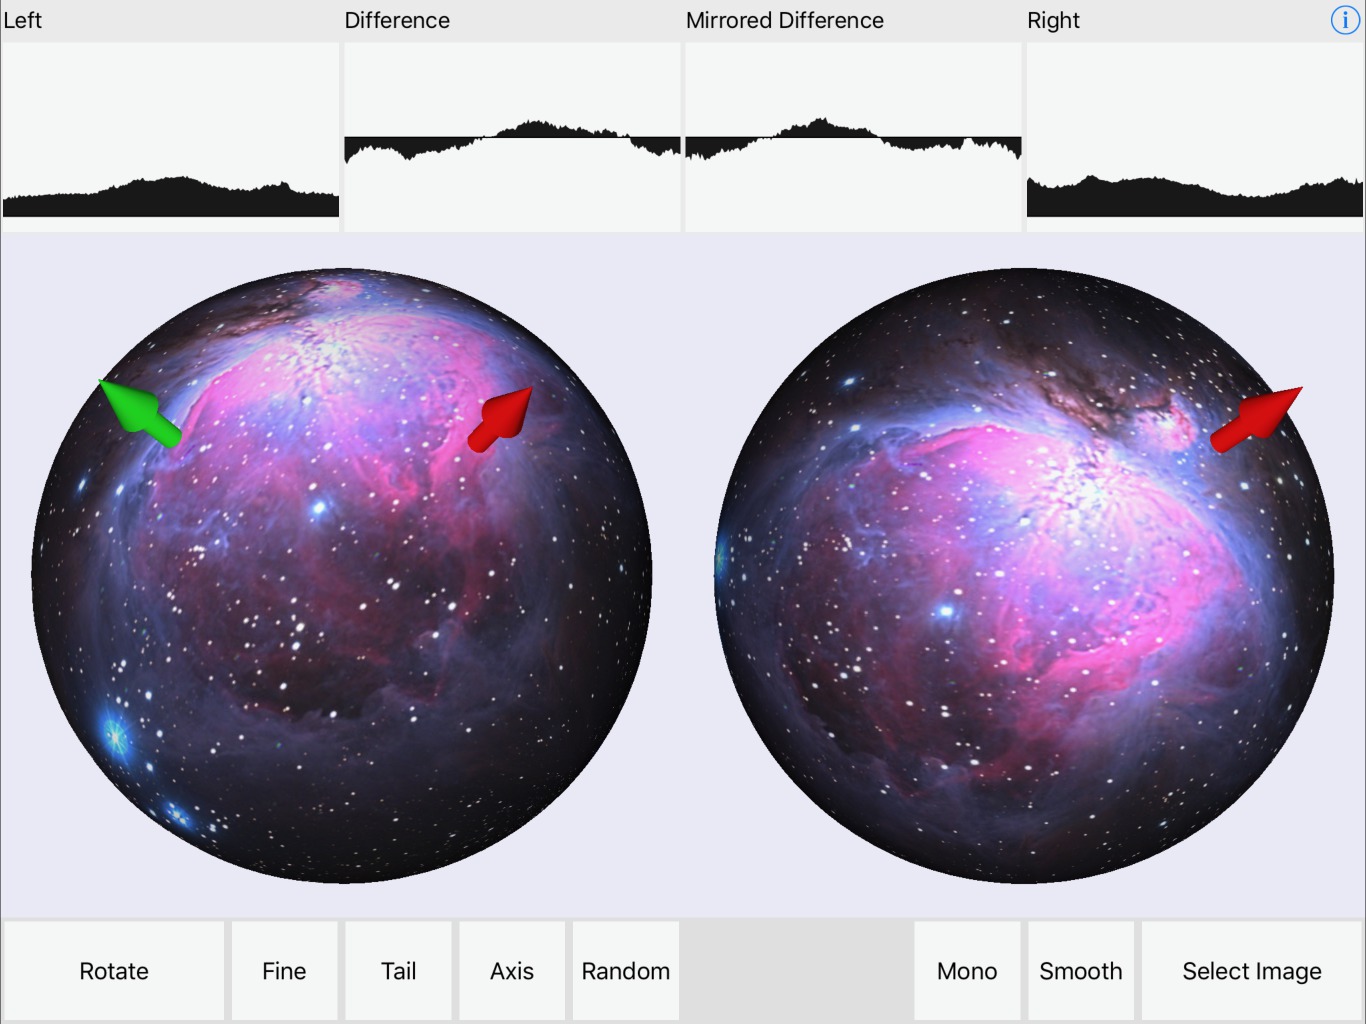 Left
Difference
Mirrored Difference
Right
i
Rotate
Fine
Tail
Axis
Random
Mono
Smooth
Select Image